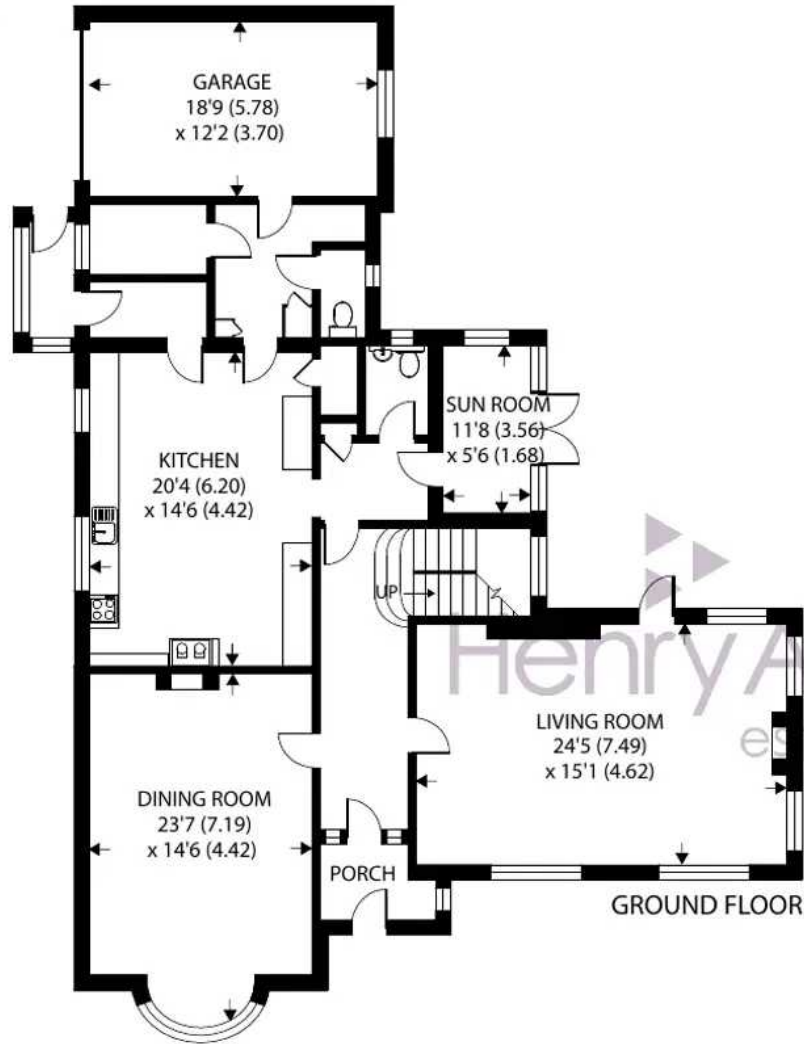 GARAGE
18'9 (5.78)
x 12'2 (3.70)
SUN ROOM
11'8 (3.56)
x 5'6 (1.68)
KITCHEN
20'4 (6.20)
x 14'6 (4.42)
UP
Henry A
es
LIVING ROOM
24'5 (7.49)
x 15'1 (4.62)
DINING ROOM
23'7 (7.19)
x 14'6 (4.42)
PORCH
GROUND FLOOR